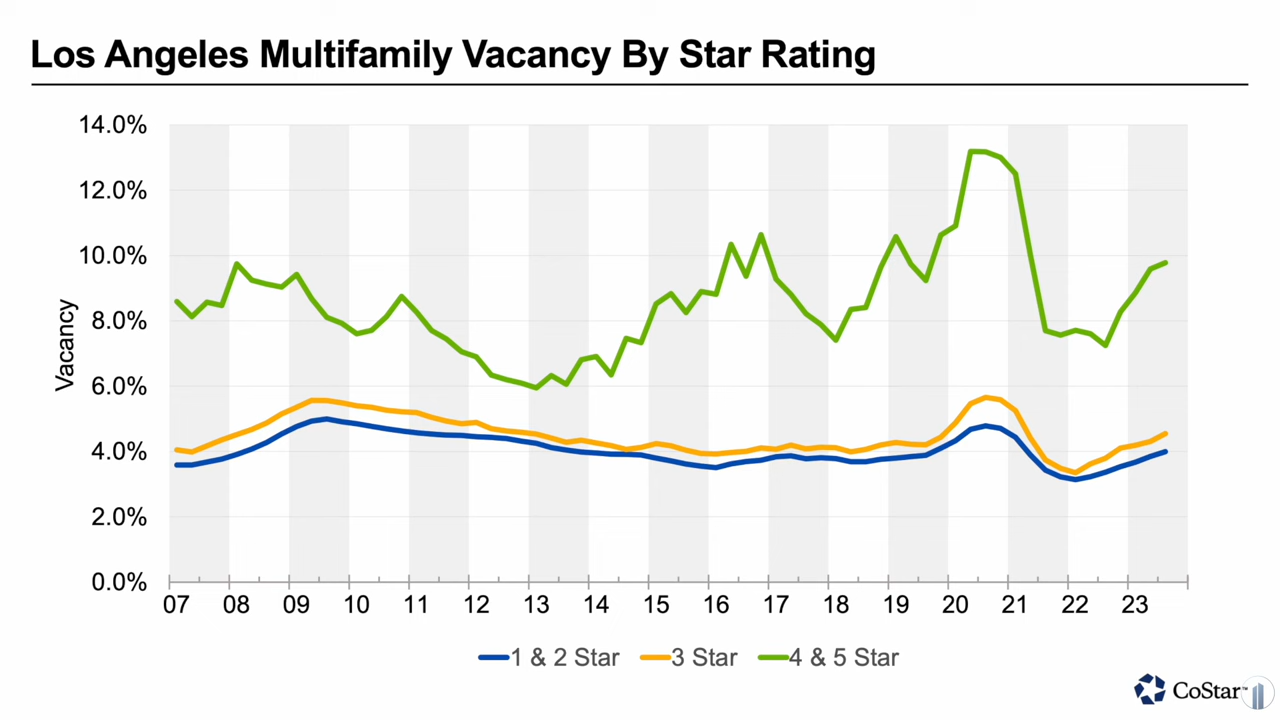 Los Angeles Multifamily Vacancy By Star Rating
14.0%
12.0%
10.0%
8.0%
6.0%
4.0%
2.0%
0.0%
Vacancy
07 08 09 10 11 12 13 14 15 16 17 18 19 20 21 22 23
1 & 2 Star 3 Star 4 & 5 Star
CoStar™